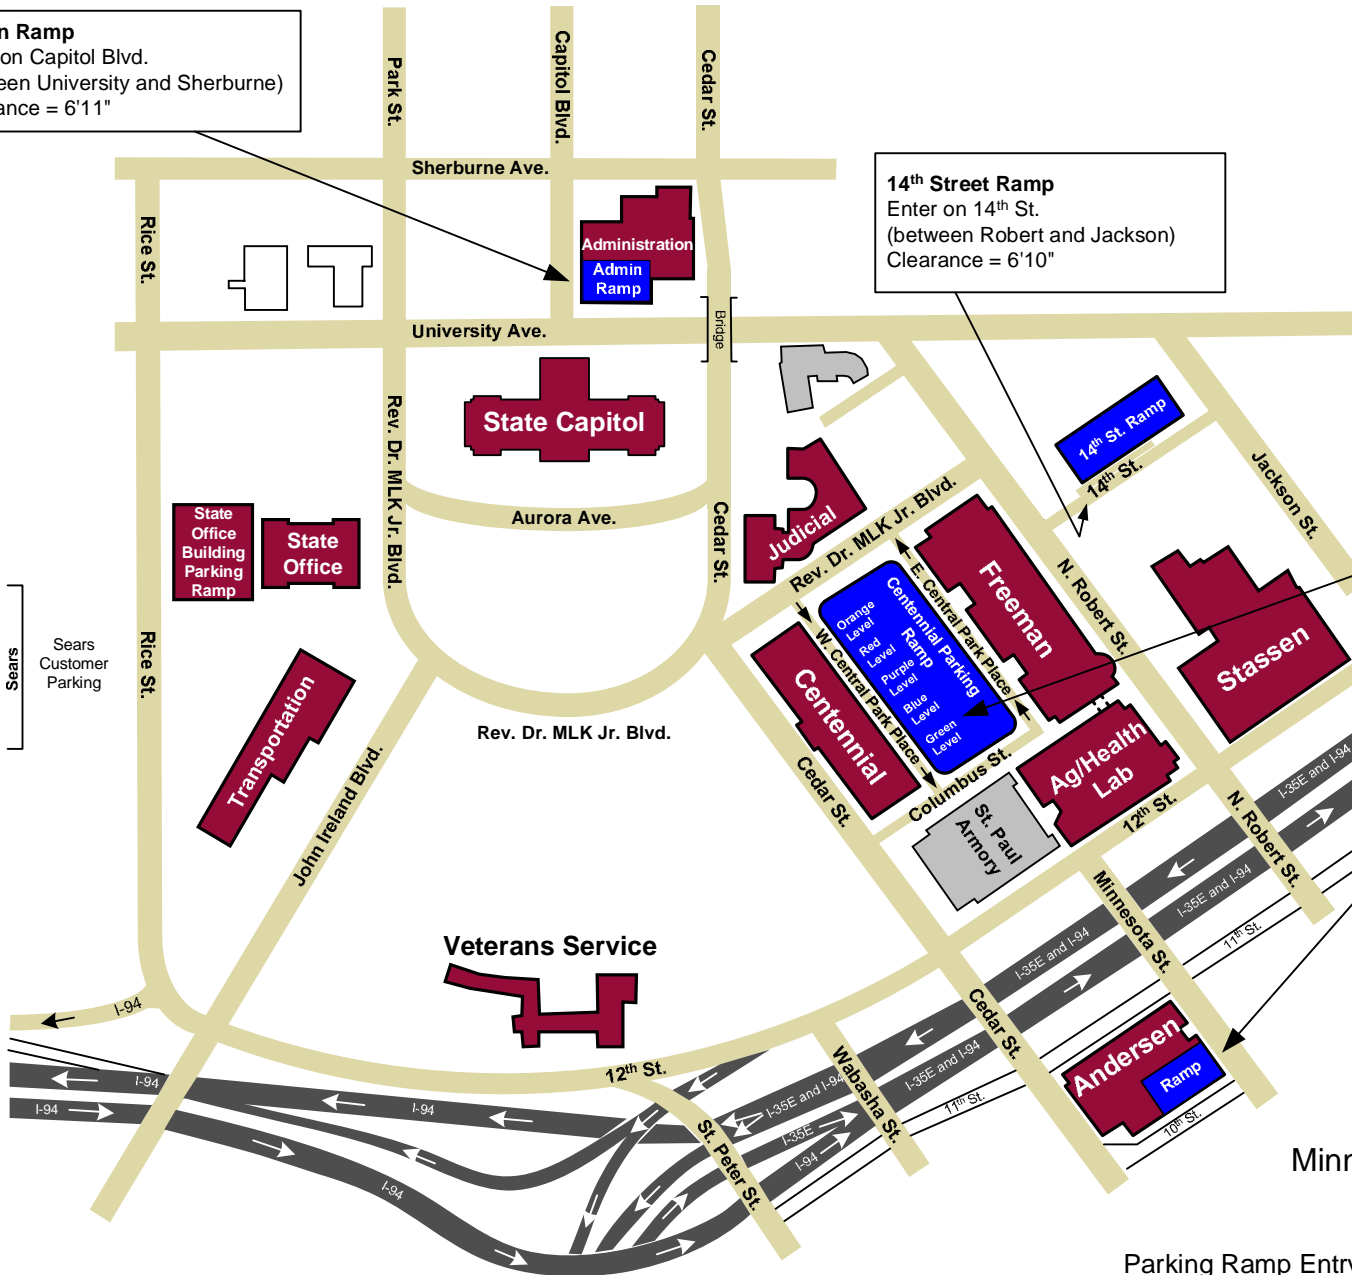 n Ramp
on Capitol Blvd.
een University and Sherburne)
ance = 6'11"
Park St.
Capitol Blvd.
Cedar St.
Sherburne Ave.
14th Street Ramp
Enter on 14th St.
(between Robert and Jackson)
Clearance = 6'10"
Rice St.
Administration
Admin
Ramp
University Ave.
Bridge
State Capitol
Rev. Dr. MLK Jr. Blvd.
Aurora Ave.
Cedar St.
14th St. Ramp
14th St.
Jackson St.
State
Office
Building
Parking
Ramp
State
Office
Judicial
Rev. Dr. MLK Jr. Blvd.
E. Central Park Place
Freeman
N. Robert St.
Stassen
Centennial Parking
Ramp
Orange
Level
Red
Level
Purple
Level
Blue
Level
Green
Level
W. Central Park Place
Centennial
Sears
Sears
Customer
Parking
Rice St.
Transportation
John Ireland Blvd.
Rev. Dr. MLK Jr. Blvd.
Cedar St.
Columbus St.
Ag/Health
Lab
St. Paul
Armory
12th St.
N. Robert St.
I-35E and I-94
I-35E and I-94
Minnesota St.
11th St.
Veterans Service
I-35E and I-94
Cedar St.
I-94
Andersen
Ramp
10th St.
12th St.
Wabasha St.
I-35E and I-94
11th St.
I-94
I-94
I-94
I-35E and I-94
I-35E
I-94
St. Peter St.
I-94
Minn
Parking Ramp Entry